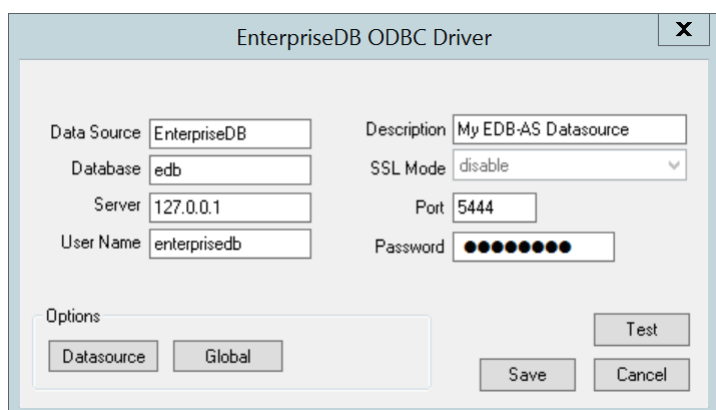 EnterpriseDB ODBC Driver
X
Data Source EnterpriseDB
Description My EDB-AS Datasource
Database edb
SSL Mode disable
Server 127.0.0.1
Port 5444
User Name enterprisedb
Password ●●●●●●●●
Options
Datasource Global
Test
Save Cancel